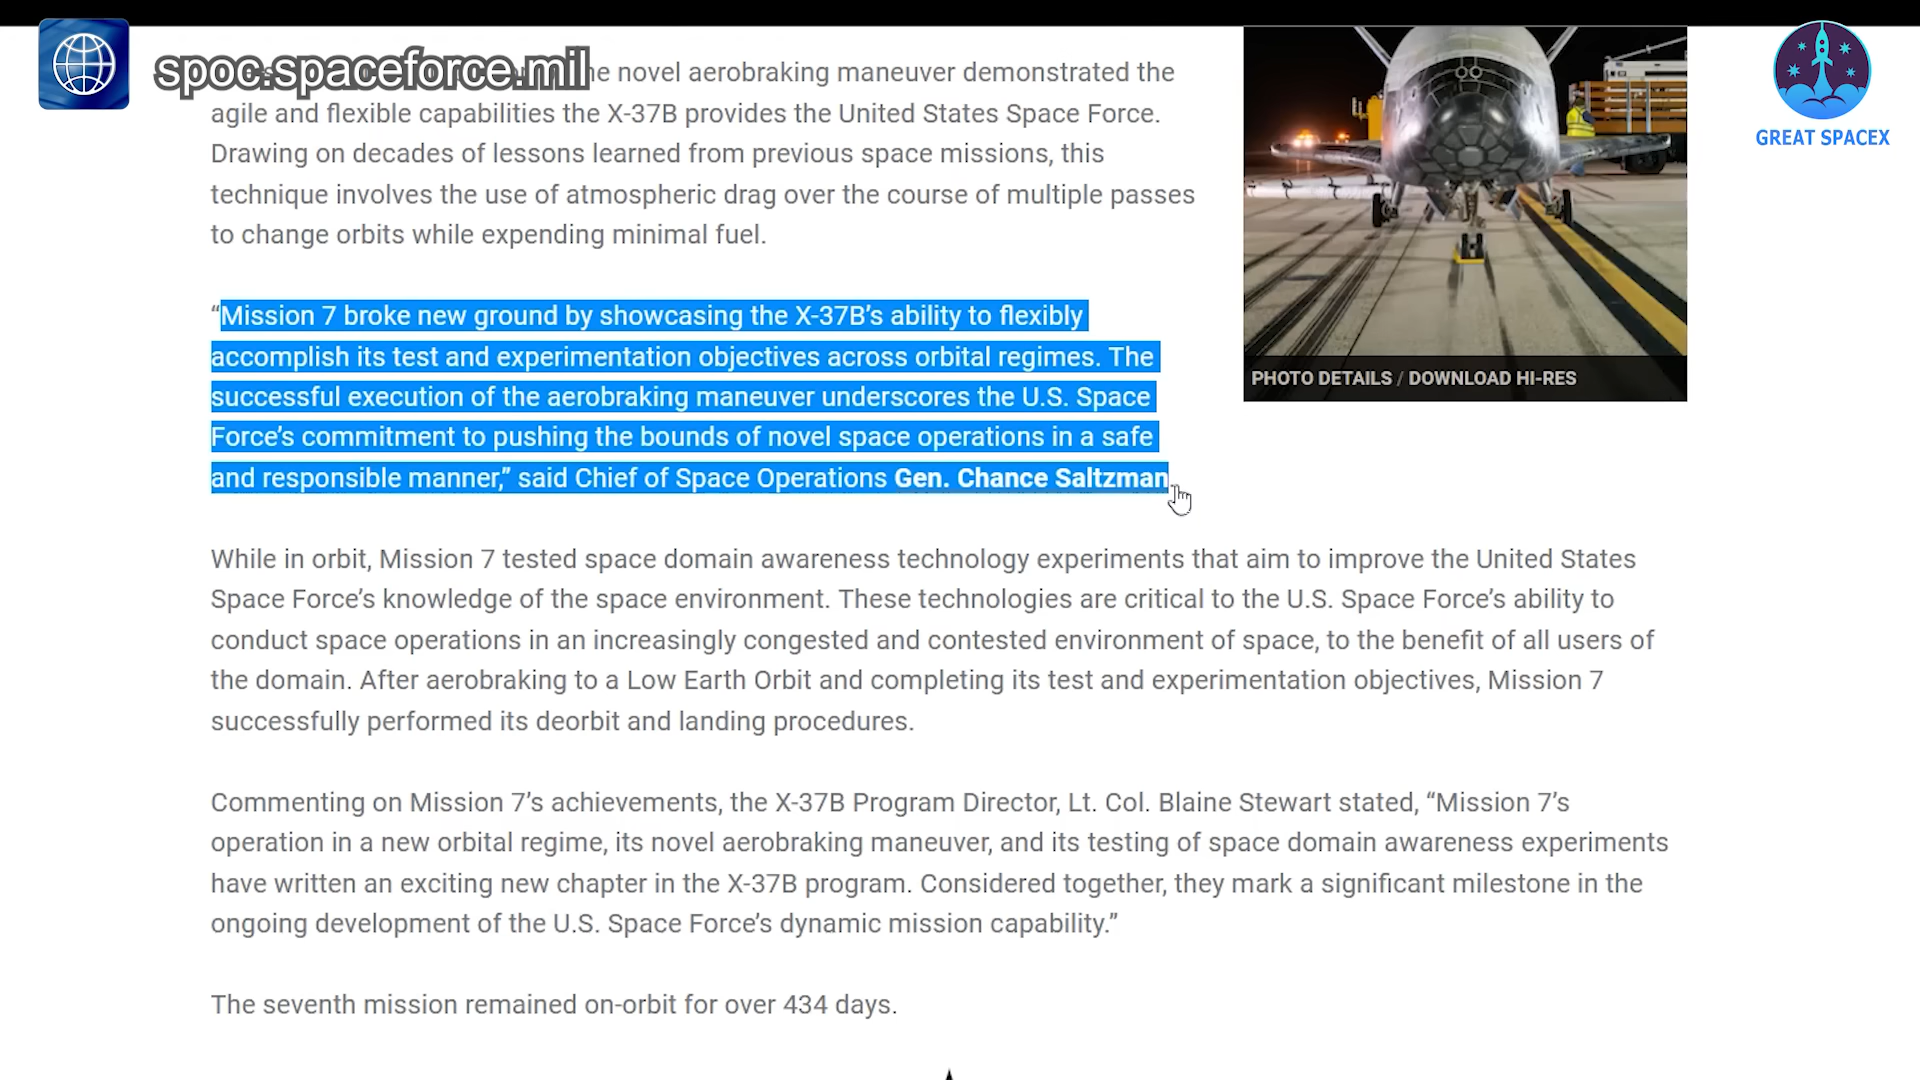 spoc.spaceforce.mil
GREAT SPACEX
he novel aerobraking maneuver demonstrated the
agile and flexible capabilities the X-37B provides the United States Space Force.
Drawing on decades of lessons learned from previous space missions, this
technique involves the use of atmospheric drag over the course of multiple passes
to change orbits while expending minimal fuel.
“Mission 7 broke new ground by showcasing the X-37B’s ability to flexibly
accomplish its test and experimentation objectives across orbital regimes. The
successful execution of the aerobraking maneuver underscores the U.S. Space
Force’s commitment to pushing the bounds of novel space operations in a safe
and responsible manner,” said Chief of Space Operations Gen. Chance Saltzman
PHOTO DETAILS / DOWNLOAD HI-RES
While in orbit, Mission 7 tested space domain awareness technology experiments that aim to improve the United States
Space Force’s knowledge of the space environment. These technologies are critical to the U.S. Space Force’s ability to
conduct space operations in an increasingly congested and contested environment of space, to the benefit of all users of
the domain. After aerobraking to a Low Earth Orbit and completing its test and experimentation objectives, Mission 7
successfully performed its deorbit and landing procedures.
Commenting on Mission 7’s achievements, the X-37B Program Director, Lt. Col. Blaine Stewart stated, “Mission 7’s
operation in a new orbital regime, its novel aerobraking maneuver, and its testing of space domain awareness experiments
have written an exciting new chapter in the X-37B program. Considered together, they mark a significant milestone in the
ongoing development of the U.S. Space Force’s dynamic mission capability.”
The seventh mission remained on-orbit for over 434 days.